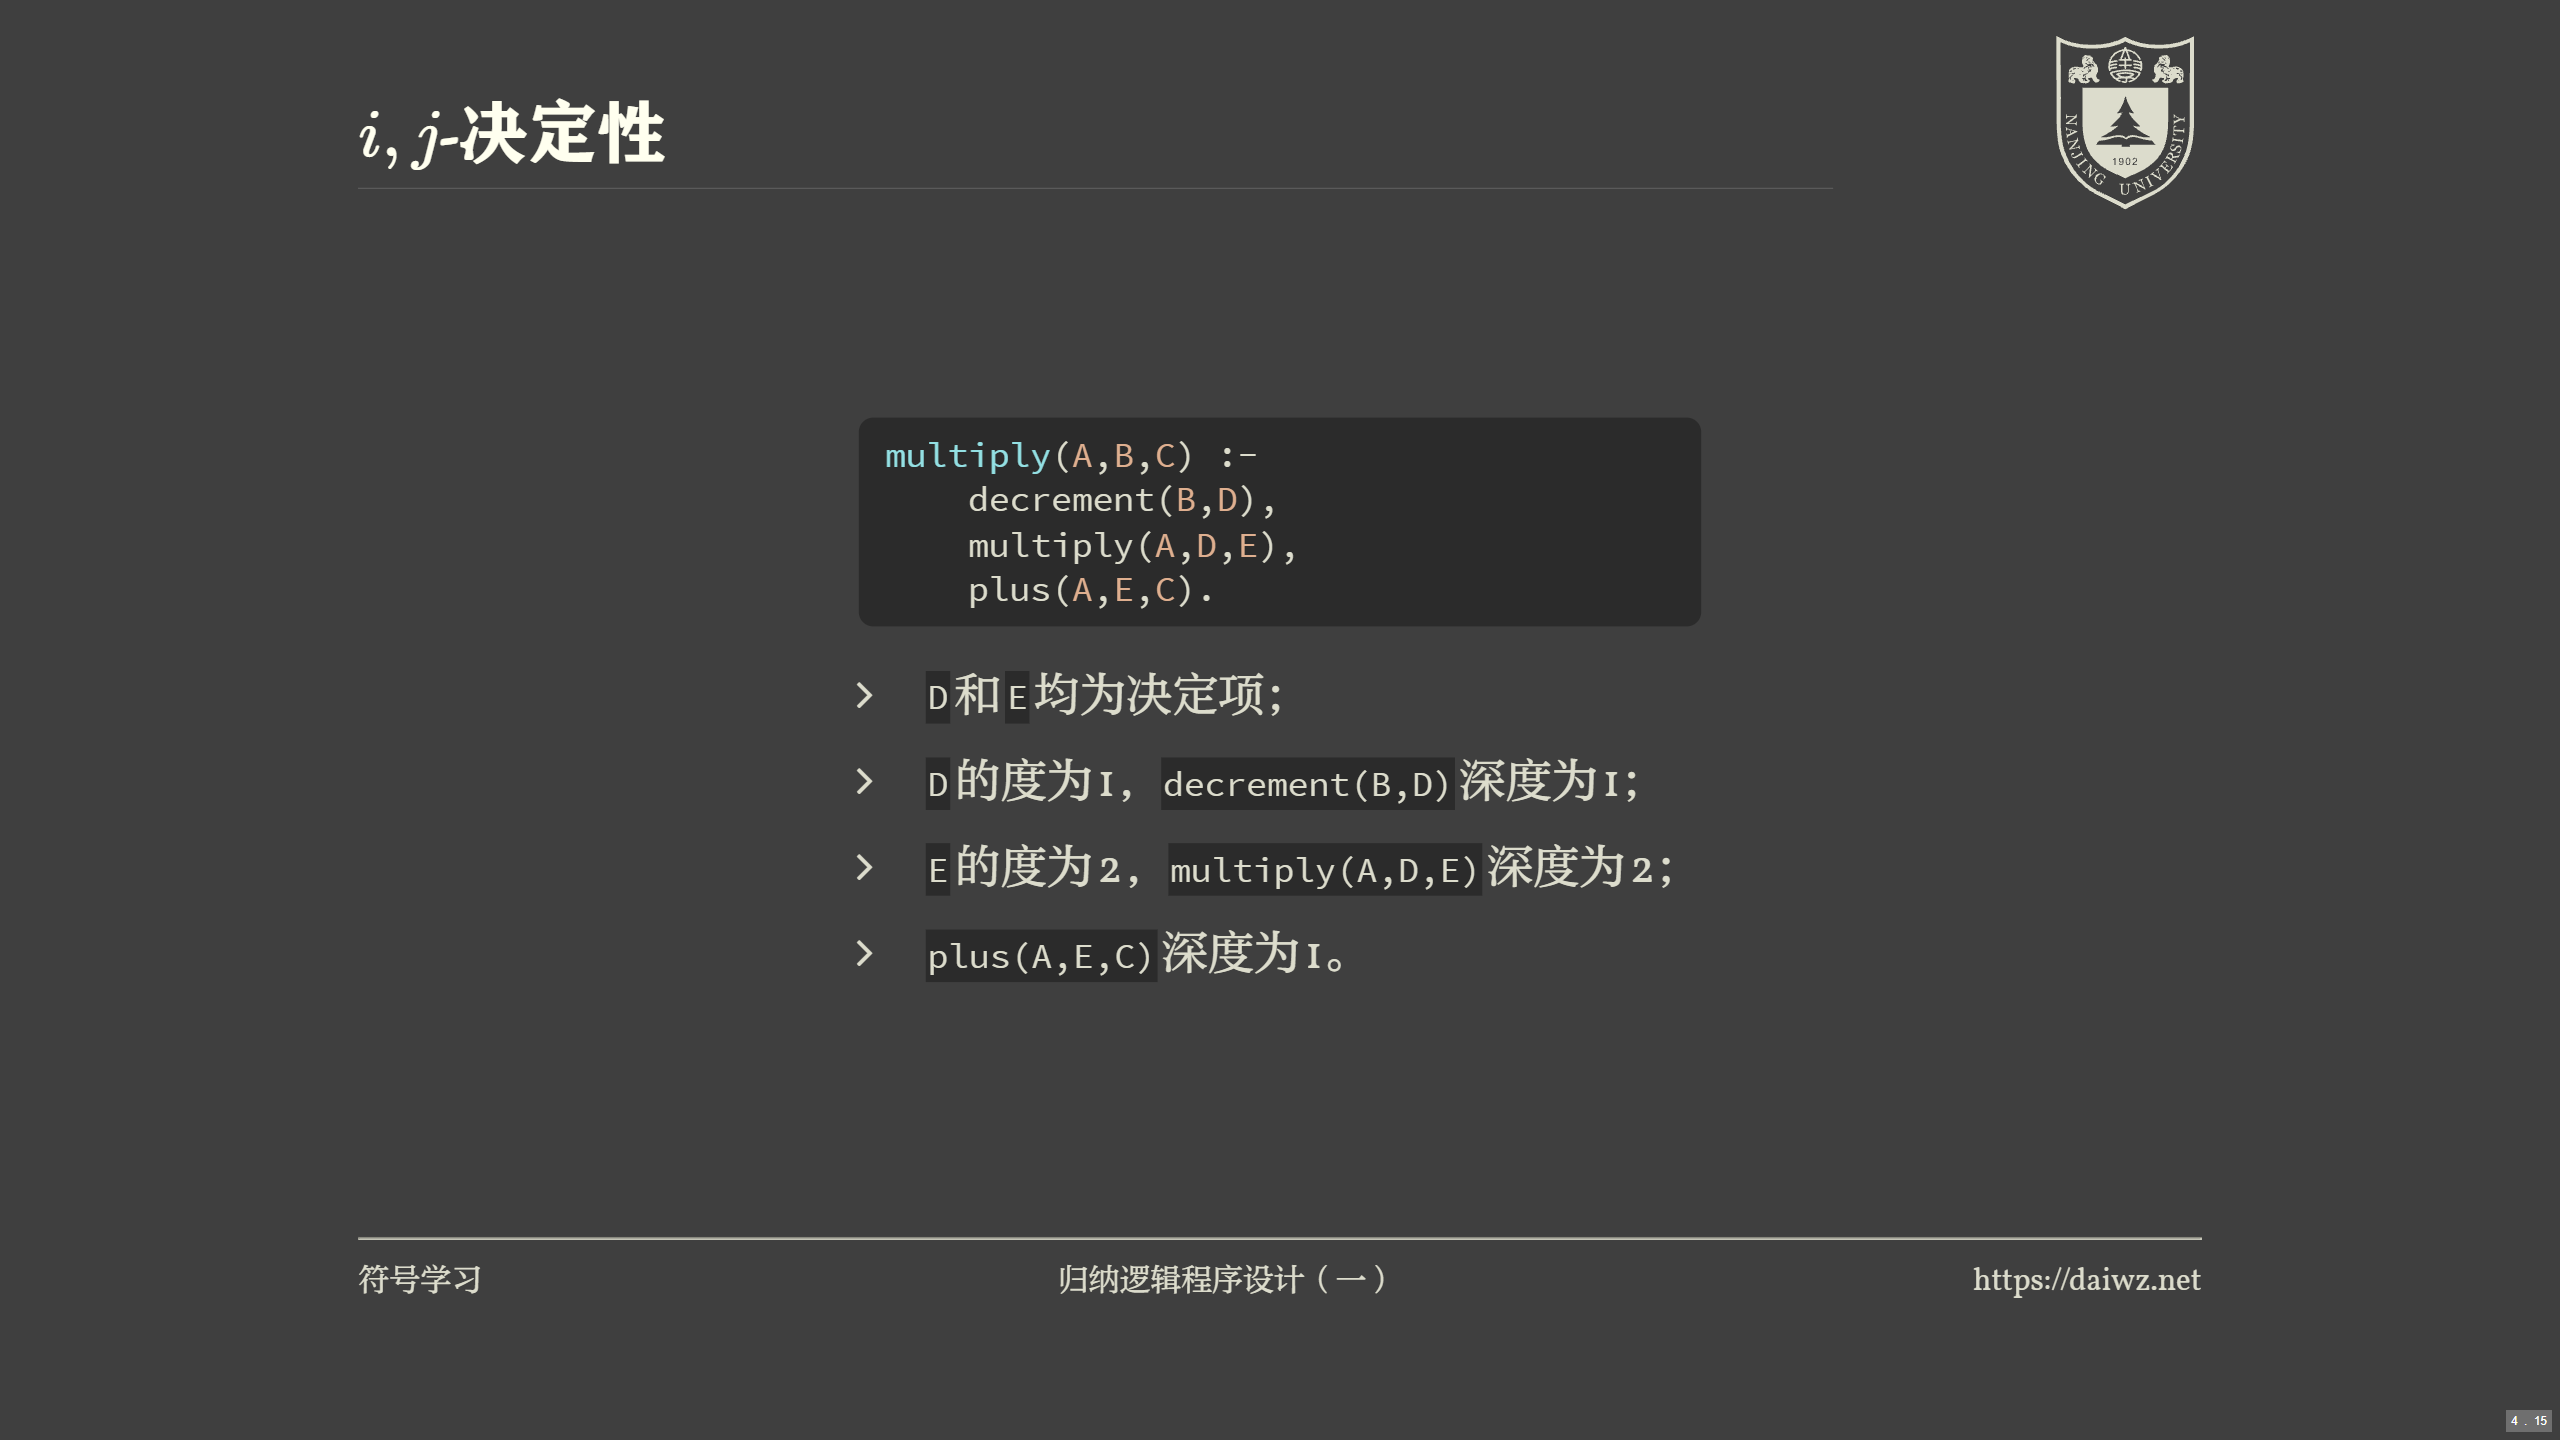 i, j-决定性
NANJING UNIVERSITY
1902
multiply(A,B,C) :-
decrement(B,D),
multiply(A,D,E),
plus(A,E,C).
D和E均为决定项；
D的度为1，decrement(B,D)深度为1；
E的度为2，multiply(A,D,E)深度为2；
plus(A,E,C)深度为1。
符号学习
归纳逻辑程序设计（一）
https://daiwz.net
4 . 15